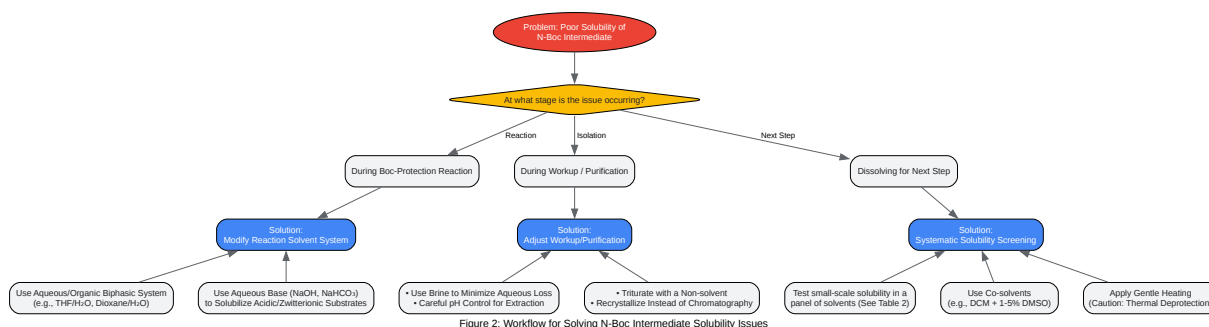 Problem: Poor Solubility of
N-Boc Intermediate
At what stage is the issue occurring?
Reaction
Isolation
Next Step
During Boc-Protection Reaction
During Workup / Purification
Dissolving for Next Step
Solution:
Modify Reaction Solvent System
Solution:
Adjust Workup/Purification
Solution:
Systematic Solubility Screening
Use Aqueous/Organic Biphasic System
(e.g., THF/H₂O, Dioxane/H₂O)
Use Aqueous Base (NaOH, NaHCO₃)
to Solubilize Acidic/Zwitterionic Substrates
• Use Brine to Minimize Aqueous Loss
• Careful pH Control for Extraction
• Triturate with a Non-solvent
• Recrystallize Instead of Chromatography
Test small-scale solubility in a
panel of solvents (See Table 2)
Use Co-solvents
(e.g., DCM + 1-5% DMSO)
Apply Gentle Heating
(Caution: Thermal Deprotection
Figure 2: Workflow for Solving N-Boc Intermediate Solubility Issues